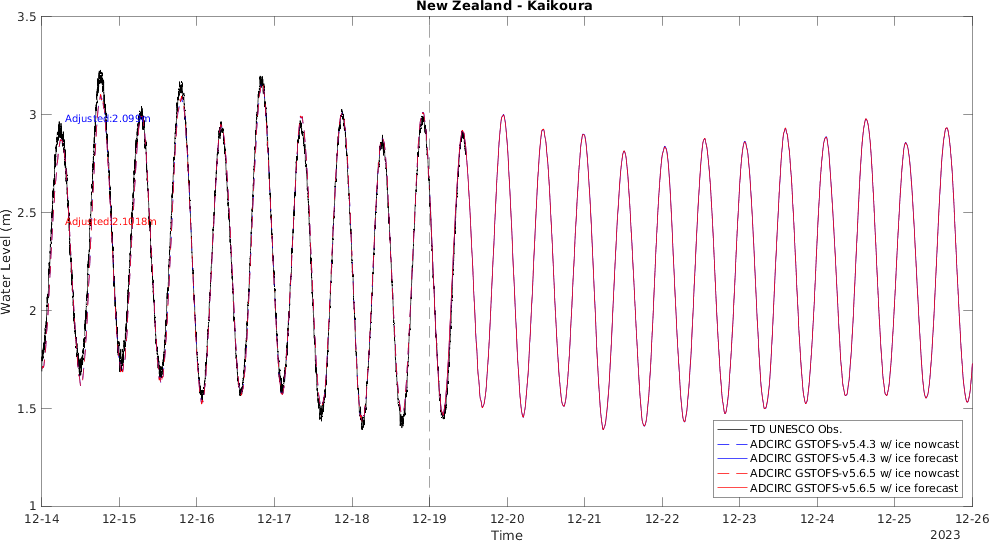 New Zealand - Kaikoura
3.5
3
2.5
2
1.5
1
Water Level (m)
Adjusted:2.099m
Adjusted:2.1018m
TD UNESCO Obs.
ADCIRC GSTOFS-v5.4.3 w/ ice nowcast
ADCIRC GSTOFS-v5.4.3 w/ ice forecast
ADCIRC GSTOFS-v5.6.5 w/ ice nowcast
ADCIRC GSTOFS-v5.6.5 w/ ice forecast
12-14 12-15 12-16 12-17 12-18 12-19 12-20 12-21 12-22 12-23 12-24 12-25 12-26
Time
2023